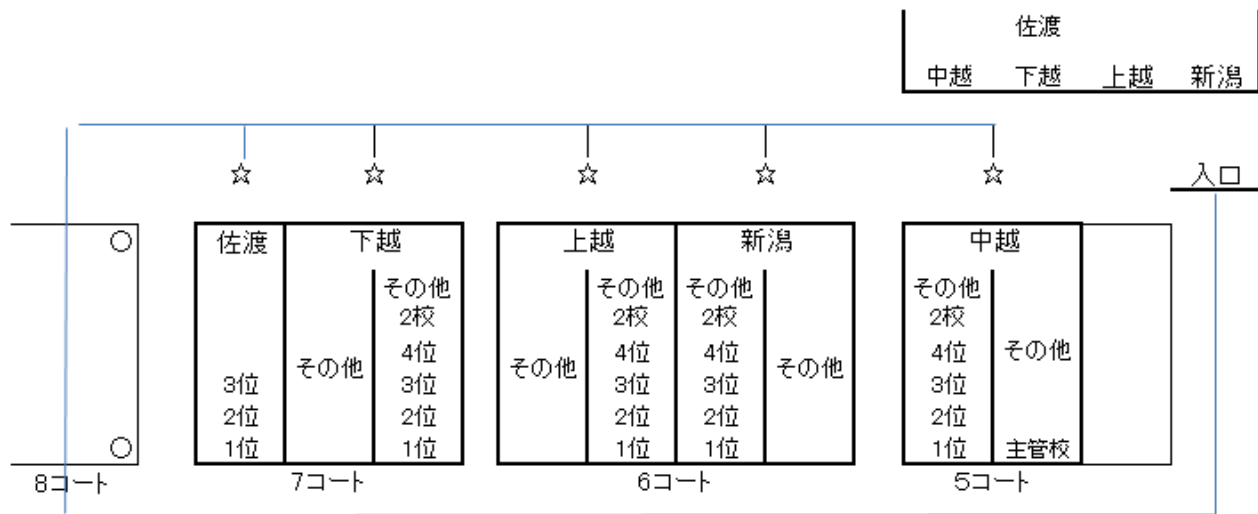 佐渡
中越 下越 上越 新潟
☆ ☆ ☆ ☆ ☆ 入口
○ 佐渡 下越 上越 新潟 中越
その他 その他 その他 その他
2校 2校 2校 2校
その他 4位 その他 4位 4位 その他 4位 その他
3位 3位 3位 3位 3位
2位 2位 2位 2位 2位
○ 1位 1位 1位 1位 1位 主管校
8コート 7コート 6コート 5コート